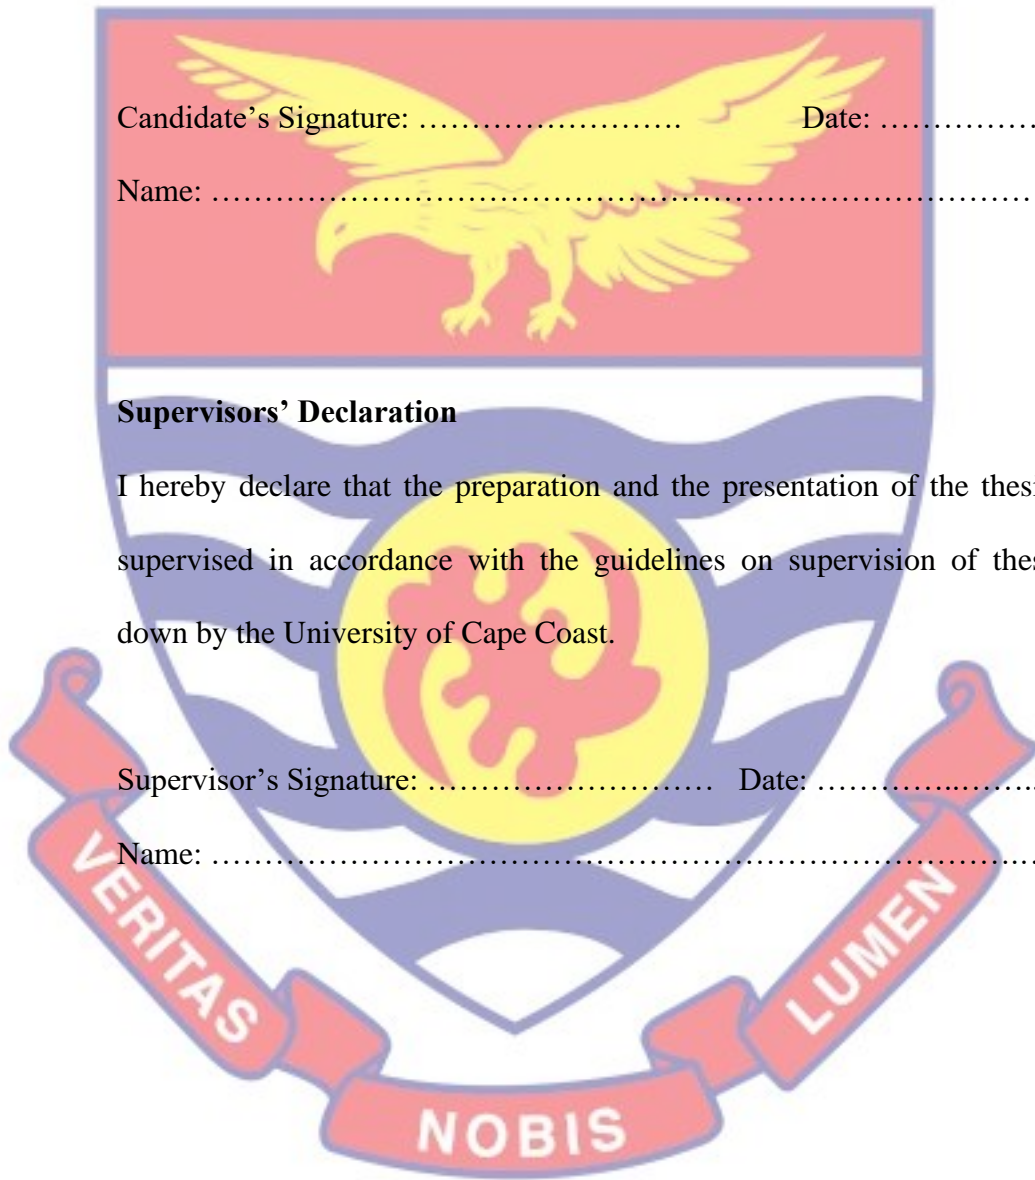 Candidate’s Signature: ……………………. Date: ……………
Name: ……………………………………………………………………
Supervisors’ Declaration
I hereby declare that the preparation and the presentation of the thesi
supervised in accordance with the guidelines on supervision of thes
down by the University of Cape Coast.
Supervisor’s Signature: ……………………… Date: …………...……..
Name: ……………………………………………………………………
VERITAS
NOBIS
LUMEN